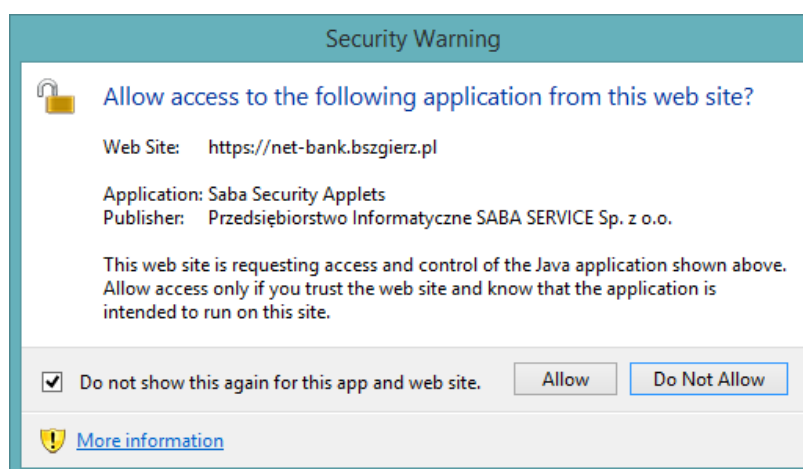 Security Warning
Allow access to the following application from this web site?
Web Site: https://net-bank.bszgierz.pl
Application: Saba Security Applets
Publisher: Przedsiębiorstwo Informatyczne SABA SERVICE Sp. z o.o.
This web site is requesting access and control of the Java application shown above.
Allow access only if you trust the web site and know that the application is
intended to run on this site.
Do not show this again for this app and web site. Allow Do Not Allow
More information